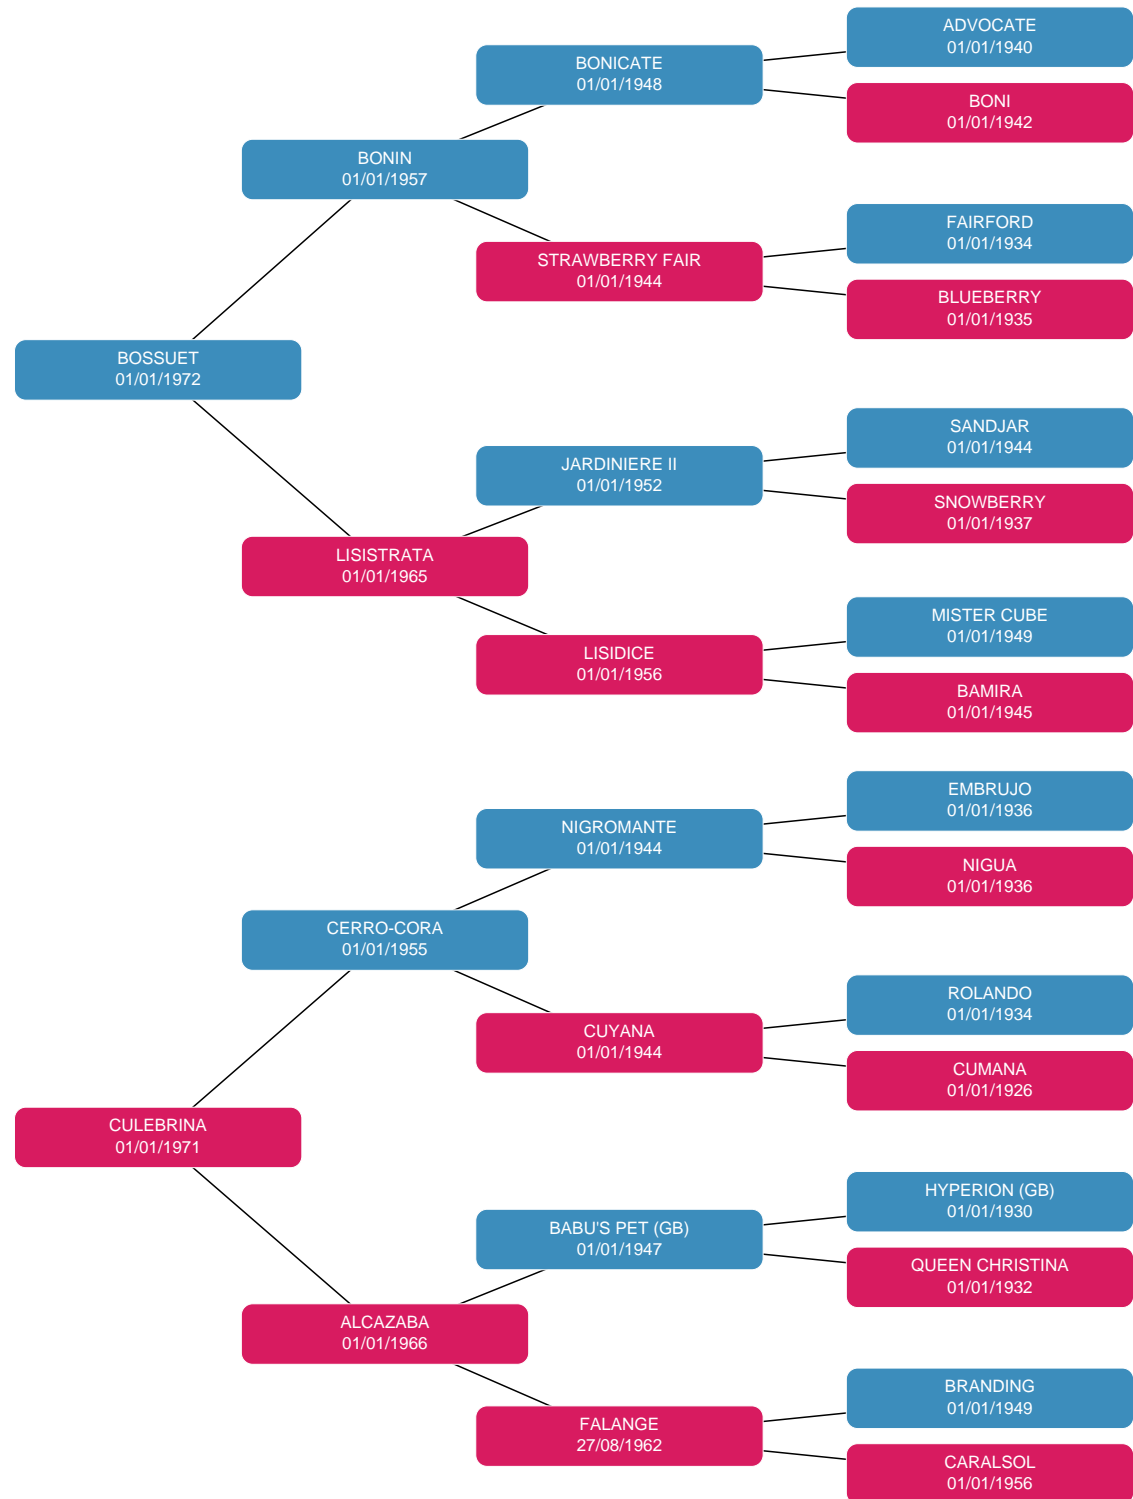 ADVOCATE
01/01/1940
BONICATE
01/01/1948
BONI
01/01/1942
BONIN
01/01/1957
FAIRFORD
01/01/1934
STRAWBERRY FAIR
01/01/1944
BLUEBERRY
01/01/1935
BOSSUET
01/01/1972
SANDJAR
01/01/1944
JARDINIERE II
01/01/1952
SNOWBERRY
01/01/1937
LISISTRATA
01/01/1965
MISTER CUBE
01/01/1949
LISIDICE
01/01/1956
BAMIRA
01/01/1945
EMBRUJO
01/01/1936
NIGROMANTE
01/01/1944
NIGUA
01/01/1936
CERRO-CORA
01/01/1955
ROLANDO
01/01/1934
CUYANA
01/01/1944
CUMANA
01/01/1926
CULEBRINA
01/01/1971
HYPERION (GB)
01/01/1930
BABU'S PET (GB)
01/01/1947
QUEEN CHRISTINA
01/01/1932
ALCAZABA
01/01/1966
BRANDING
01/01/1949
FALANGE
27/08/1962
CARALSOL
01/01/1956